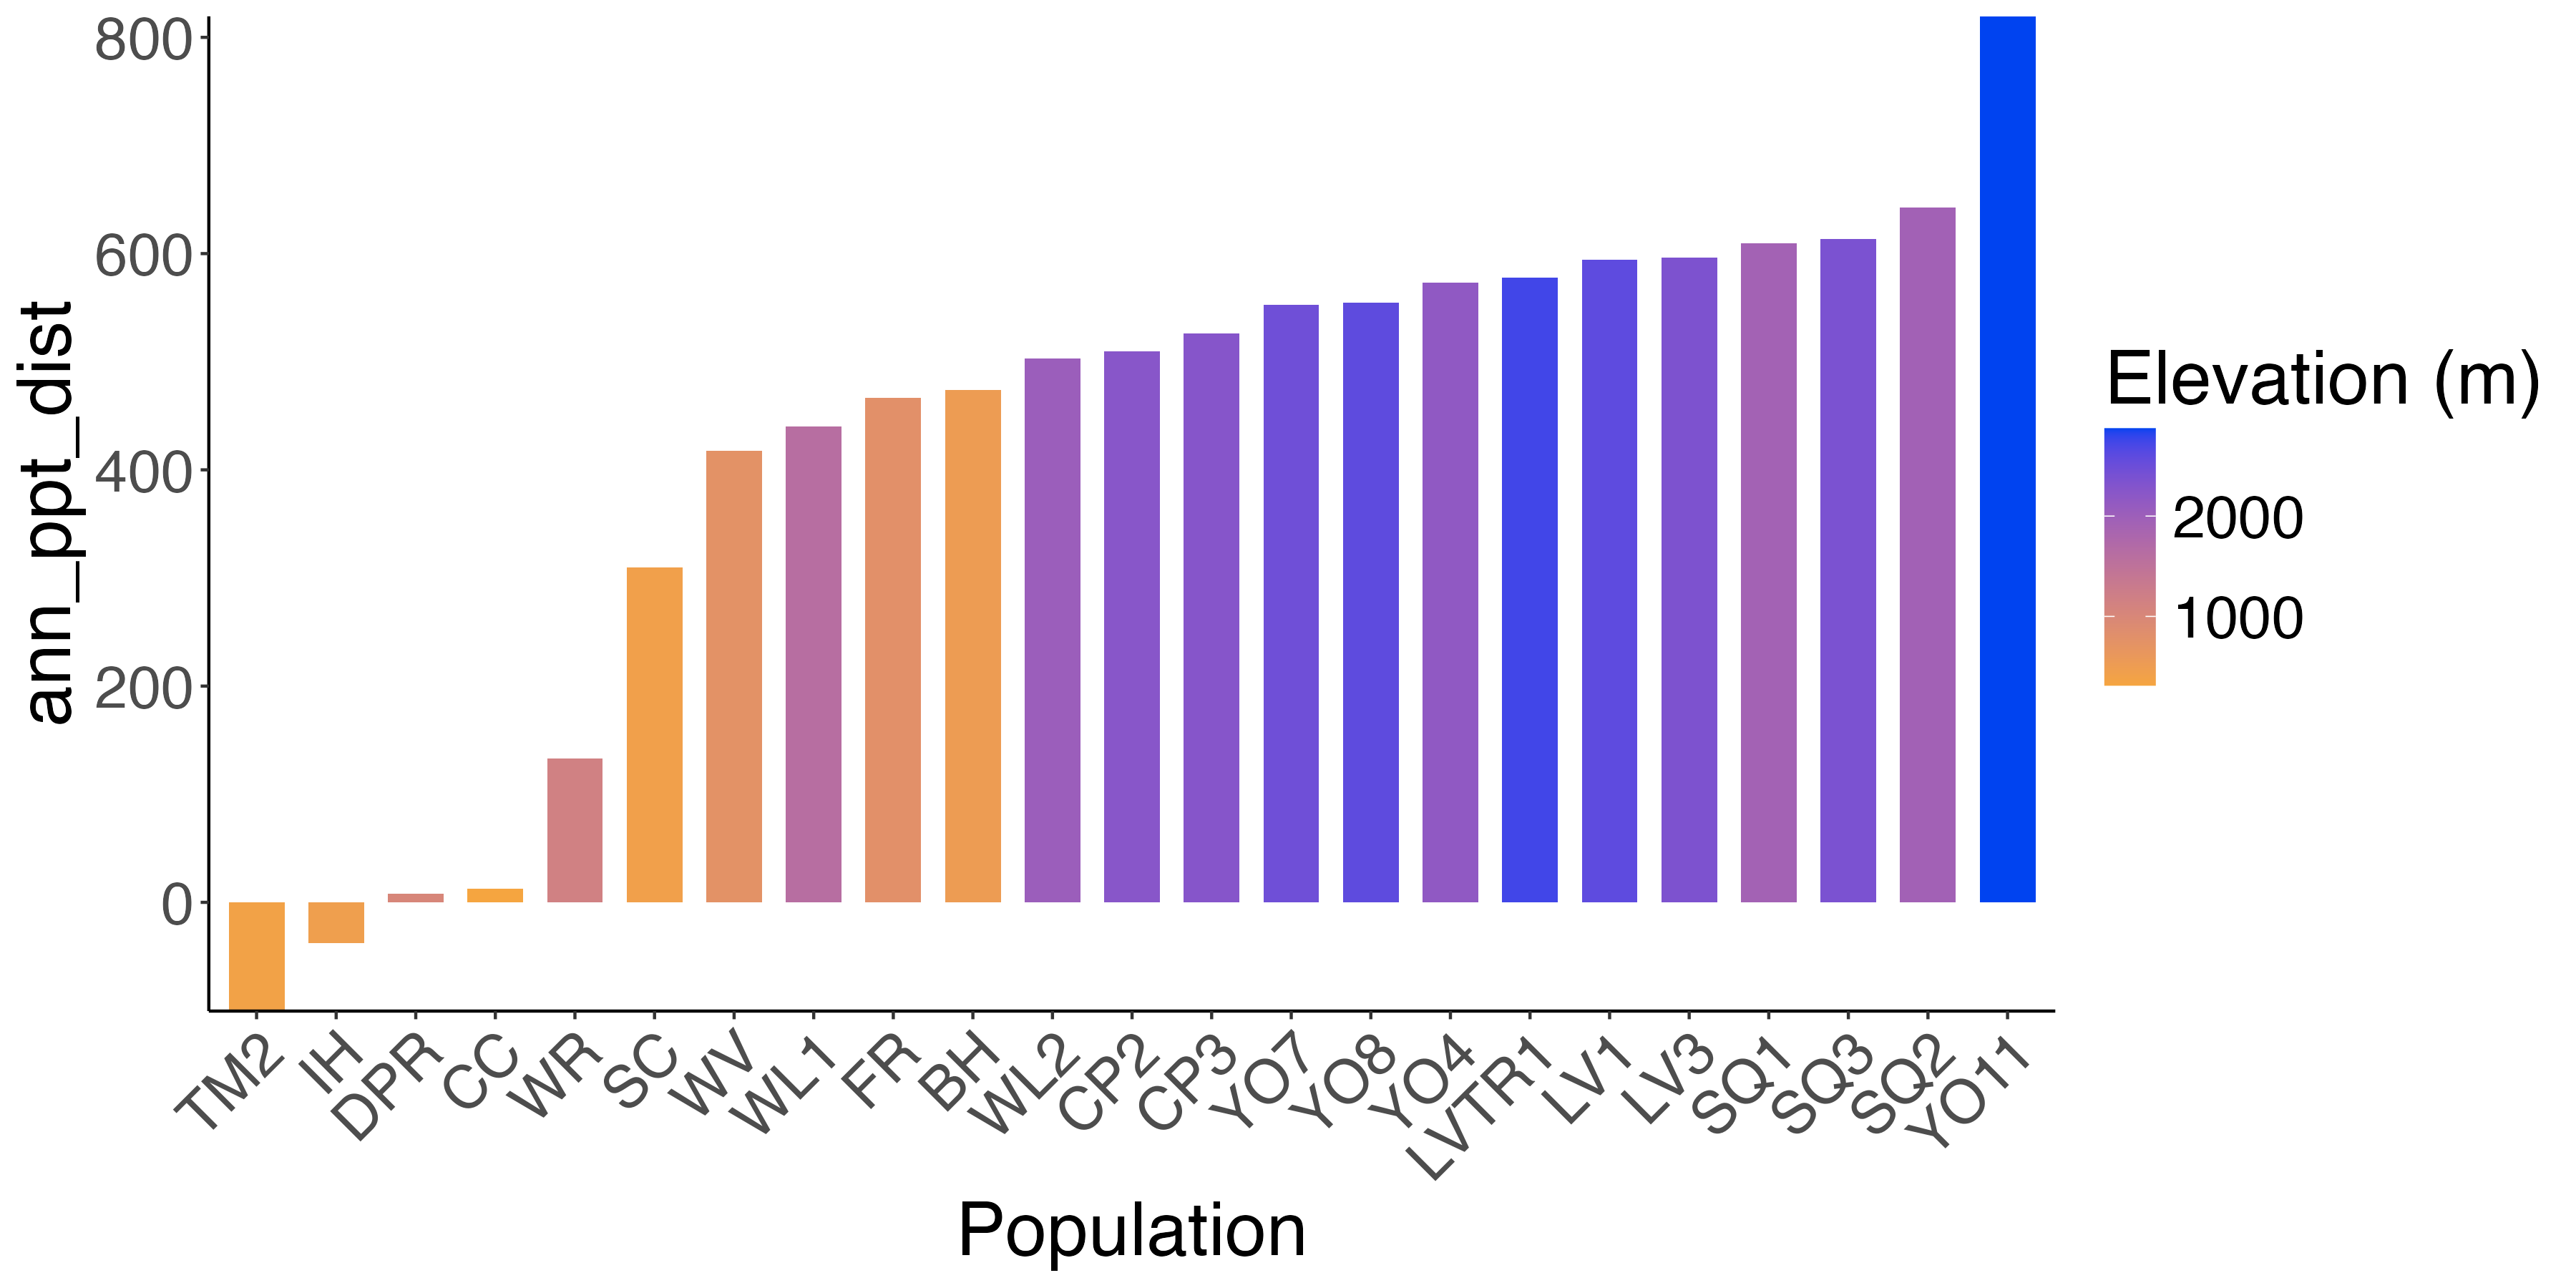 ann_ppt_dist
800
600
400
200
0
TM2
IH
DPR
CC
WR
SC
WV
WL1
FR
BH
WL2
CP2
CP3
YO7
YO8
YO4
LVTR1
LV1
LV3
SQ1
SQ3
SQ2
YO11
Population
Elevation (m)
2000
1000